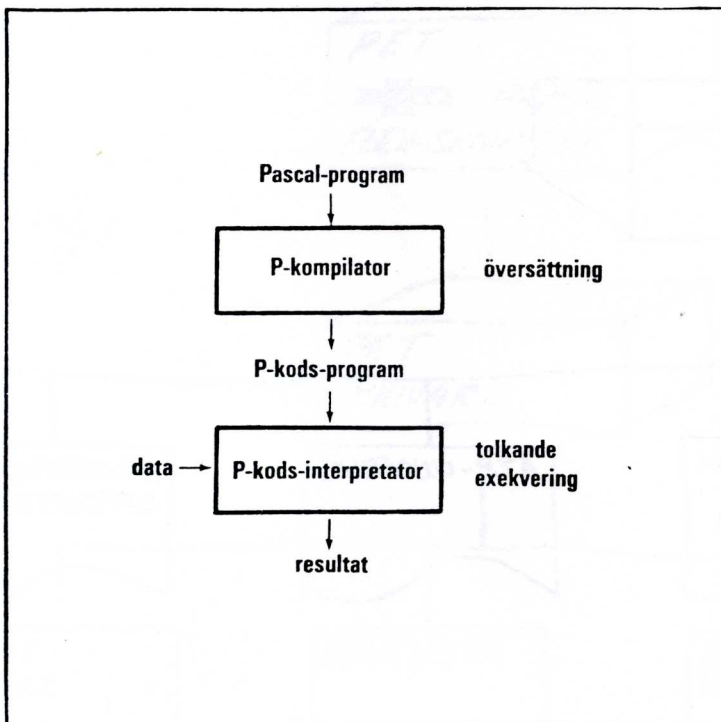 Pascal-program
P-kompilator
översättning
P-kods-program
data
P-kods-interpretator
tolkande
exekvering
resultat